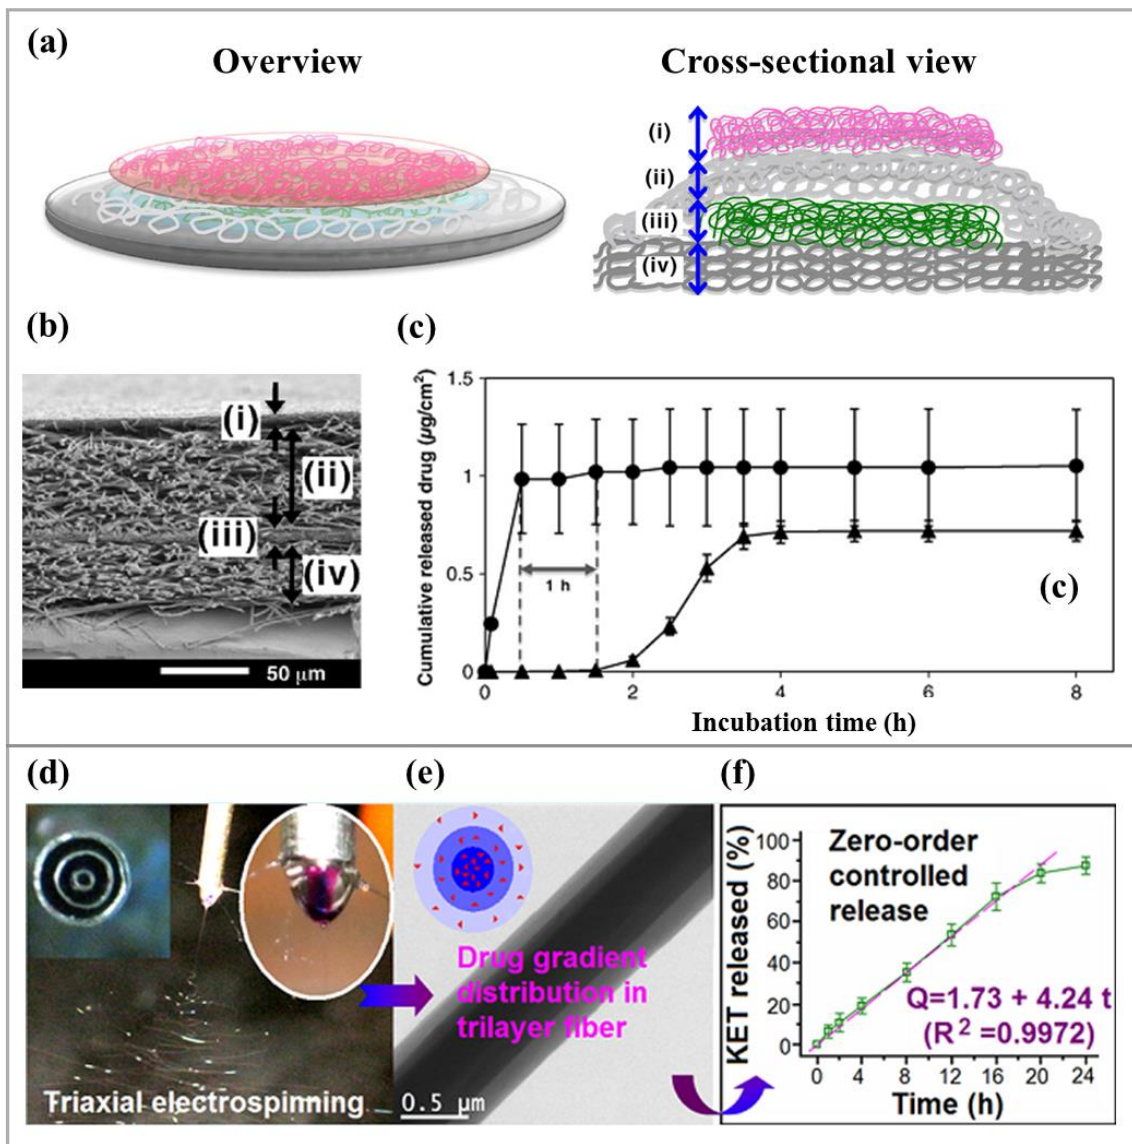 (a)
Overview
Cross-sectional view
(i)
(ii)
(iii)
(iv)
(b)
(i)
(ii)
(iii)
(iv)
50 μm
(c)
Cumulative released drug (μg/cm²)
1.5
1
0.5
0
1 h
(c)
0 2 4 6 8
Incubation time (h)
(d)
Triaxial electrospinning
(e)
Drug gradient
distribution in
trilayer fiber
0.5 μm
(f)
KET released (%)
100
80
60
40
20
0
Zero-order
controlled
release
Q=1.73 + 4.24 t
(R² =0.9972)
0 4 8 12 16 20 24
Time (h)